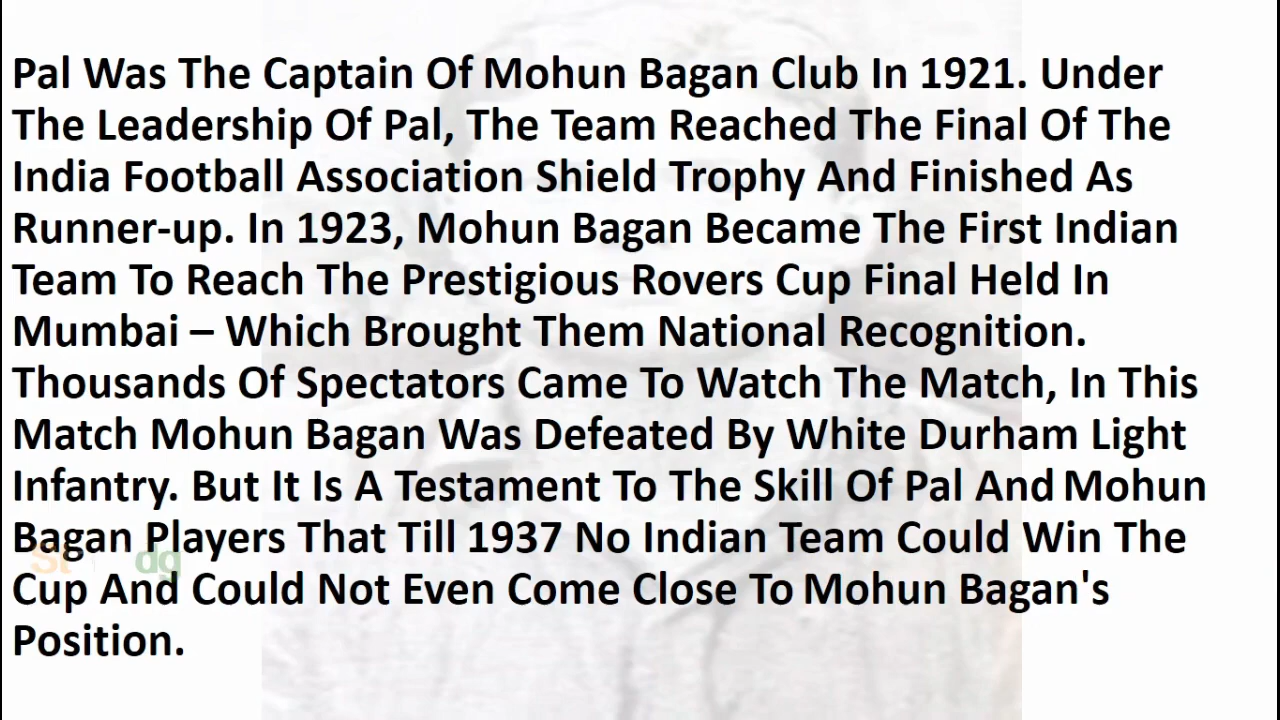 Pal Was The Captain Of Mohun Bagan Club In 1921. Under
The Leadership Of Pal, The Team Reached The Final Of The
India Football Association Shield Trophy And Finished As
Runner-up. In 1923, Mohun Bagan Became The First Indian
Team To Reach The Prestigious Rovers Cup Final Held In
Mumbai – Which Brought Them National Recognition.
Thousands Of Spectators Came To Watch The Match, In This
Match Mohun Bagan Was Defeated By White Durham Light
Infantry. But It Is A Testament To The Skill Of Pal And Mohun
Bagan Players That Till 1937 No Indian Team Could Win The
Cup And Could Not Even Come Close To Mohun Bagan's
Position.